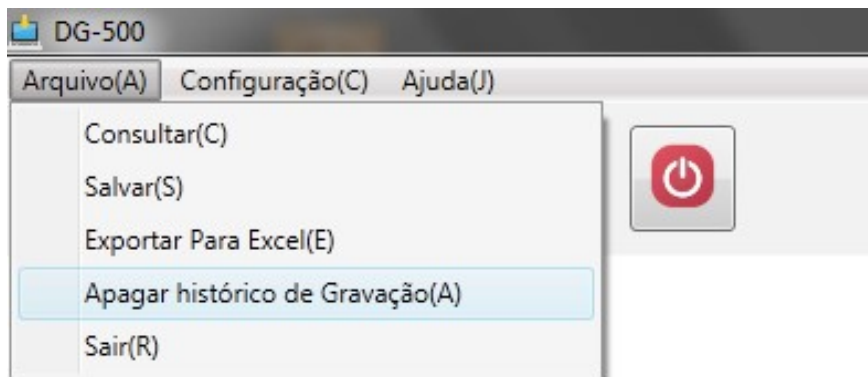 DG-500
Arquivo(A) Configuração(C) Ajuda(J)
Consultar(C)
Salvar(S)
Exportar Para Excel(E)
Apagar histórico de Gravação(A)
Sair(R)